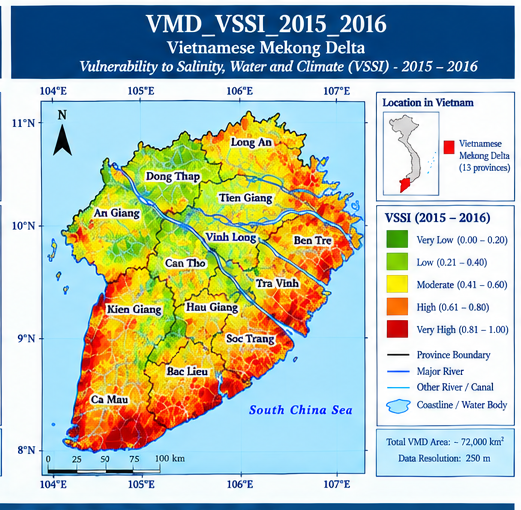 VMD_VSSI_2015_2016
Vietnamese Mekong Delta
Vulnerability to Salinity, Water and Climate (VSSI) - 2015 – 2016
104°E
105°E
106°E
107°E
11°N
10°N
9°N
8°N
N
Long An
Dong Thap
Tien Giang
An Giang
Vinh Long
Ben Tre
Can Tho
Tra Vinh
Kien Giang
Hau Giang
Soc Trang
Bac Lieu
Ca Mau
South China Sea
0 25 50 75 100 km
104°E
105°E
106°E
107°E
Location in Vietnam
Vietnamese
Mekong Delta
(13 provinces)
VSSI (2015 – 2016)
Very Low (0.00 – 0.20)
Low (0.21 – 0.40)
Moderate (0.41 – 0.60)
High (0.61 – 0.80)
Very High (0.81 – 1.00)
Province Boundary
Major River
Other River / Canal
Coastline / Water Body
Total VMD Area: ~ 72,000 km²
Data Resolution: 250 m